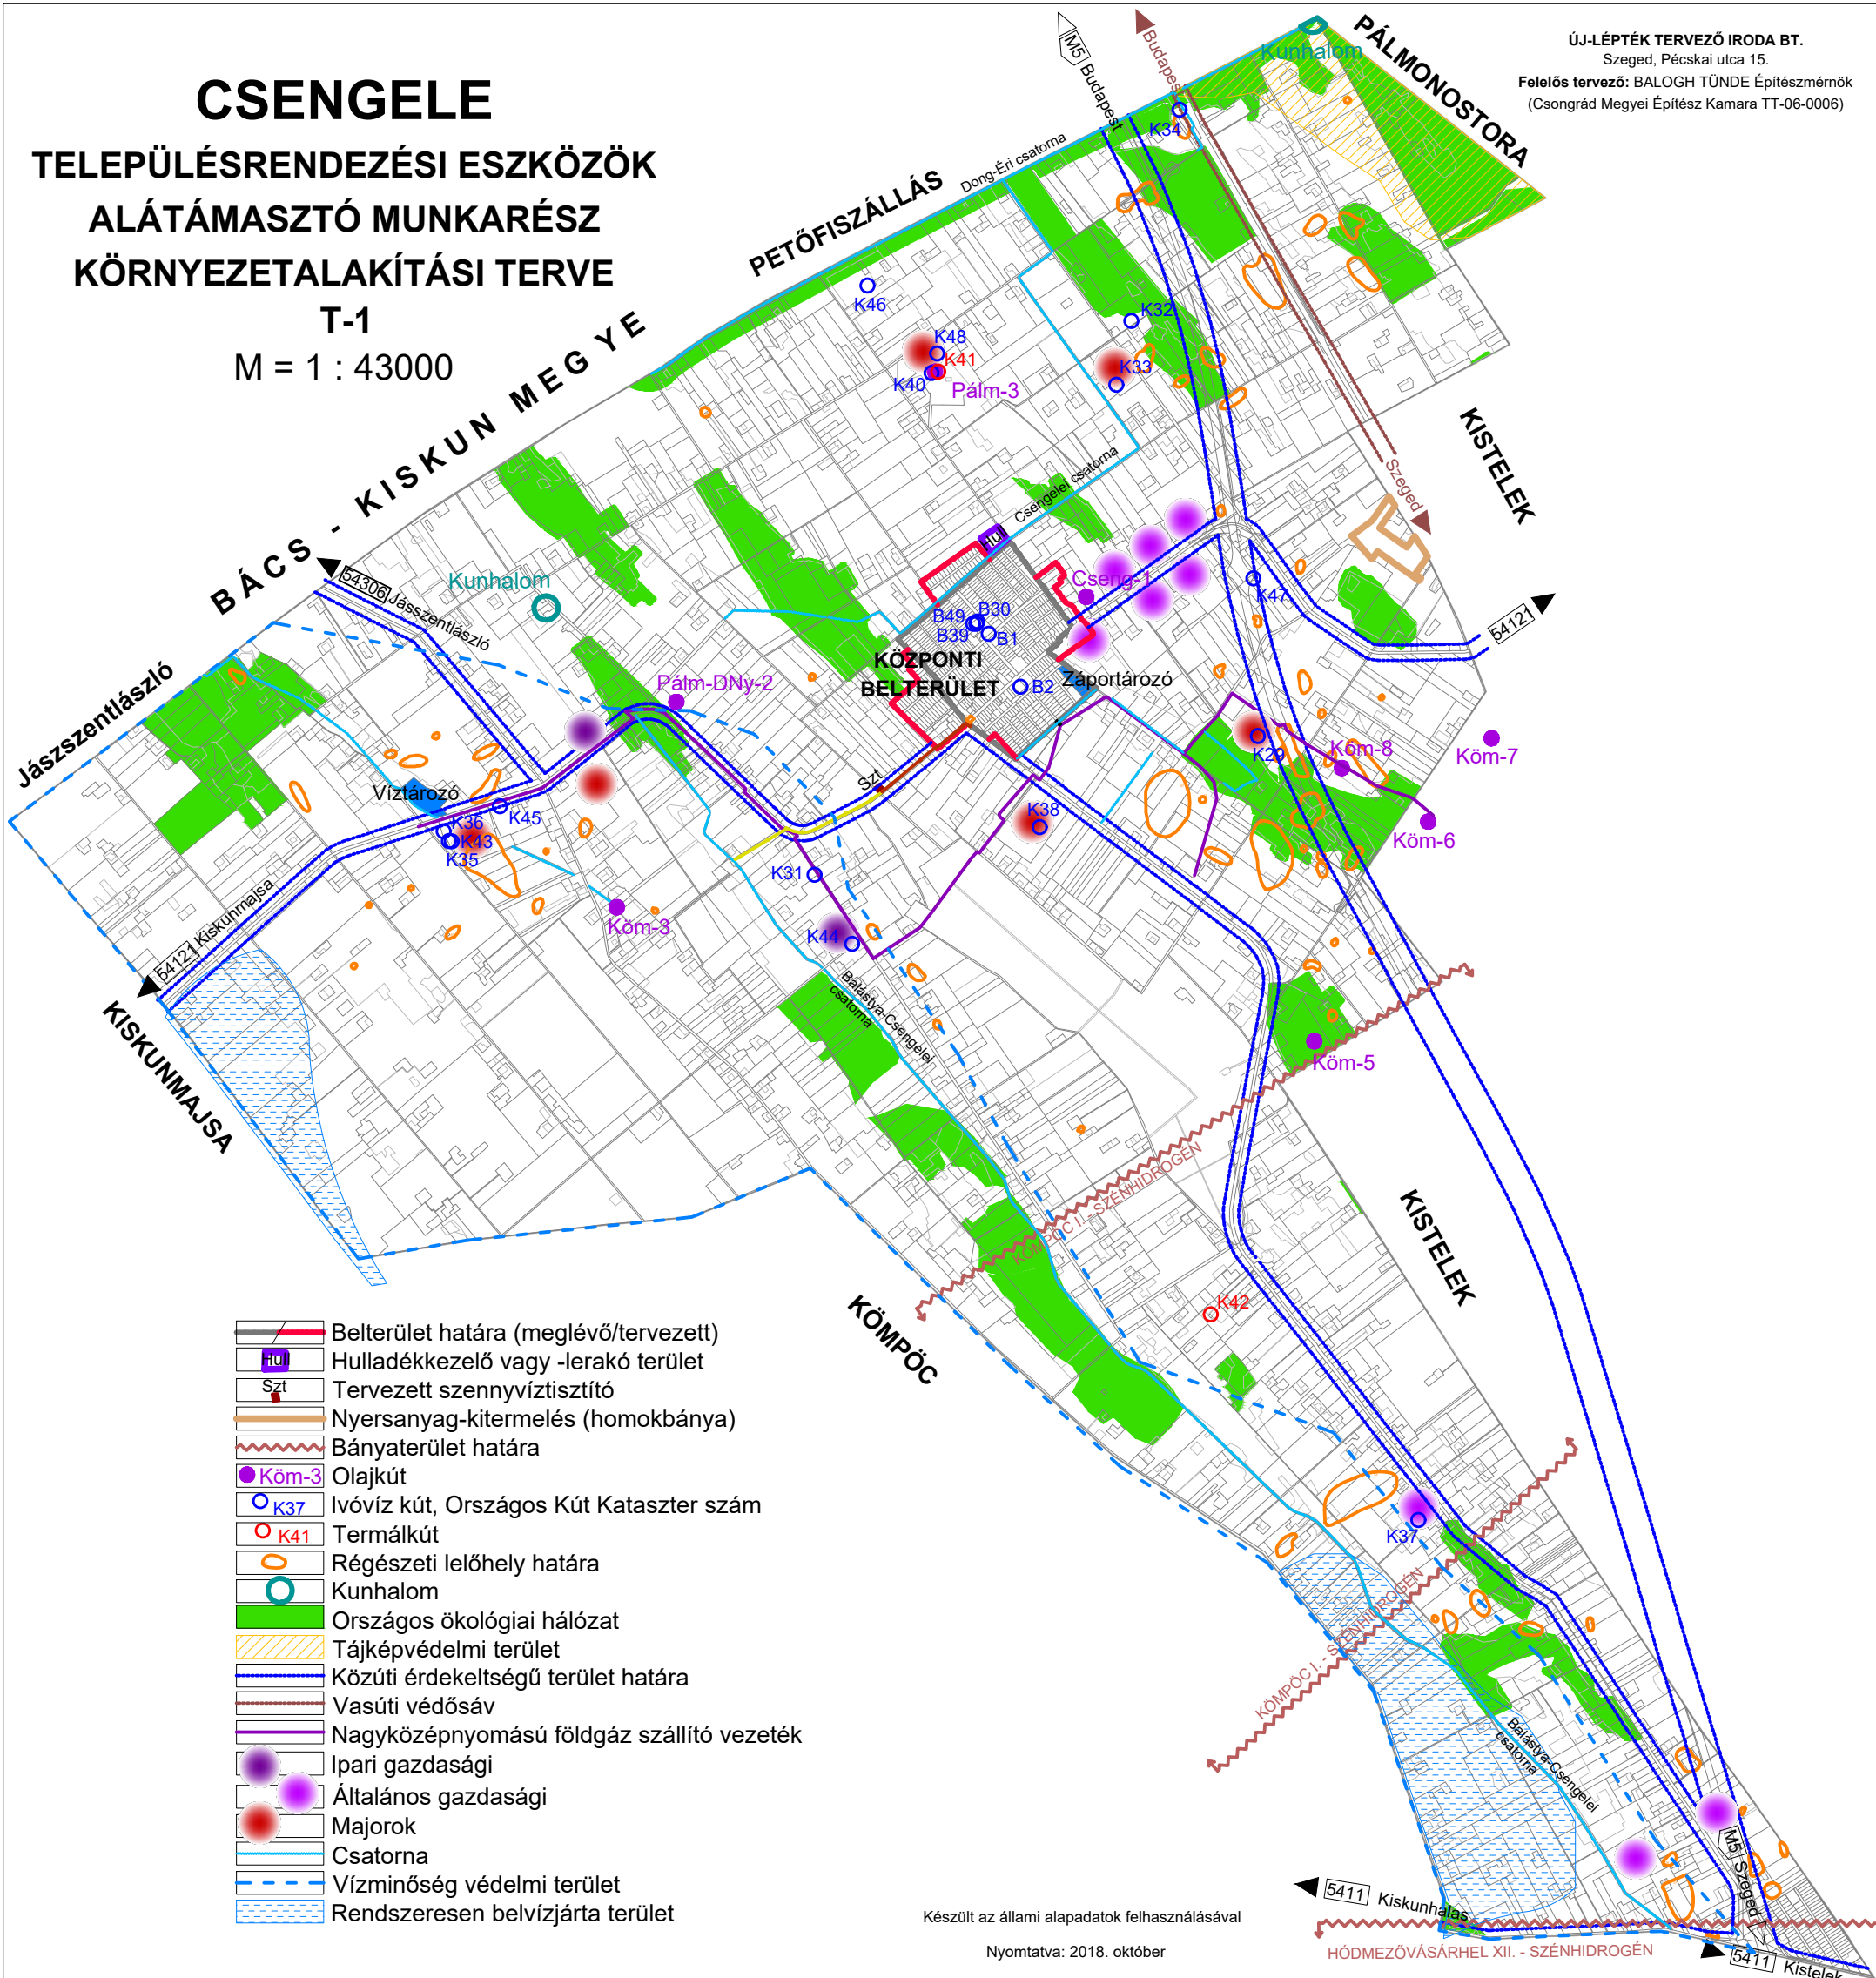 CSENGELE
TELEPÜLÉSRENDEZÉSI ESZKÖZÖK
ALÁTÁMASZTÓ MUNKARÉSZ
KÖRNYEZETALAKÍTÁSI TERVE
T-1
M = 1 : 43000
ÚJ-LÉPTÉK TERVEZŐ IRODA BT.
Szeged, Pécskai utca 15.
Felelős tervező: BALOGH TÜNDE Építészmérnök
(Csongrád Megyei Építész Kamara TT-06-0006)
M5 Budapest
Budapest
Kunhalom
PÁLMONOSTORA
K34
Dong-Éri csatorna
PETŐFISZÁLLÁS
K46
K32
K48
K41
K33
K40
Pálm-3
BÁCS - KISKUN MEGYE
KISTELEK
Szeged
Csengelei csatorna
Hull
54306 Jásszentlászló
Kunhalom
Cseng-1
K47
54121
B30
B49
B39
B1
KÖZPONTI
BELTERÜLET
B2
Záportározó
Jászszentlászló
Pálm-DNy-2
K29
Köm-8
Köm-7
Szt
Víztározó
K45
K36
K43
K35
K38
Köm-6
K31
Köm-3
K44
54121 Kiskunmajsa
Balástya-Csengelei
csatorna
KISKUNMAJSA
Köm-5
KÖMPÖC I. - SZÉNHIDROGÉN
KISTELEK
K42
KÖMPÖC
K37
KÖMPÖC I. - SZÉNHIDROGÉN
Balástya-Csengelei
csatorna
M5 Szeged
5411 Kiskunhalas
HÓDMEZŐVÁSÁRHEL XII. - SZÉNHIDROGÉN
5411 Kistelek
Belterület határa (meglévő/tervezett)
Hull Hulladékkezelő vagy -lerakó terület
Szt Tervezett szennyvíztisztító
Nyersanyag-kitermelés (homokbánya)
Bányaterület határa
Köm-3 Olajkút
K37 Ivóvíz kút, Országos Kút Kataszter szám
K41 Termálkút
Régészeti lelőhely határa
Kunhalom
Országos ökológiai hálózat
Tájképvédelmi terület
Közúti érdekeltségű terület határa
Vasúti védősáv
Nagyközépnyomású földgáz szállító vezeték
Ipari gazdasági
Általános gazdasági
Majorok
Csatorna
Vízminőség védelmi terület
Rendszeresen belvízjárta terület
Készült az állami alapadatok felhasználásával
Nyomtatva: 2018. október